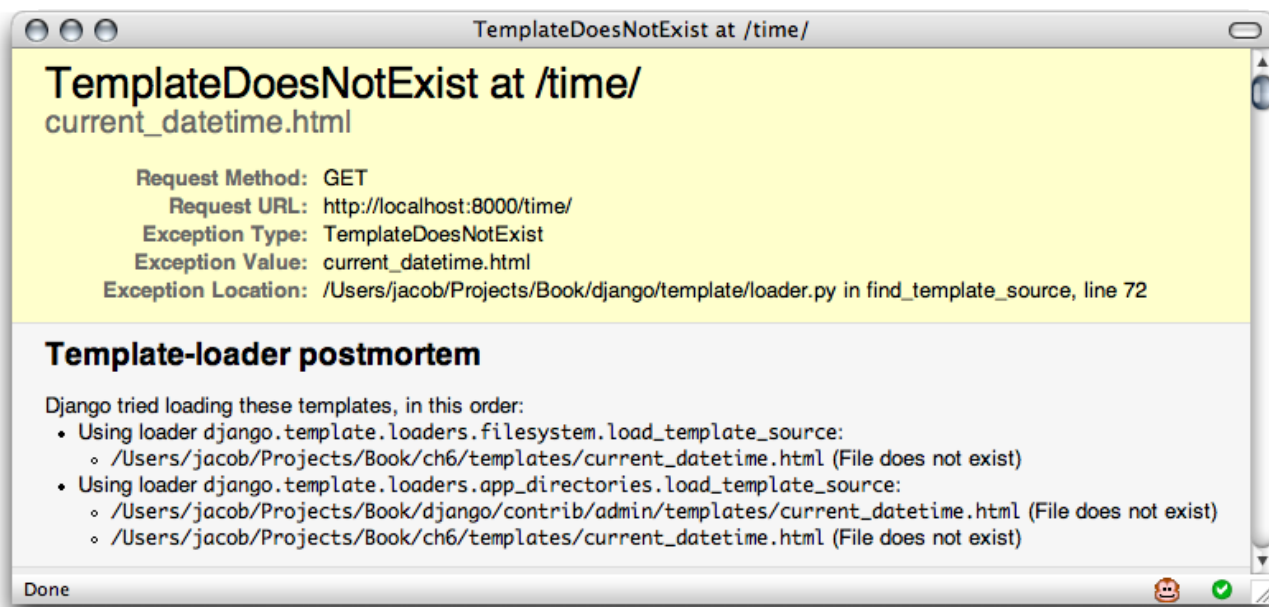 TemplateDoesNotExist at /time/
TemplateDoesNotExist at /time/
current_datetime.html
Request Method: GET
Request URL: http://localhost:8000/time/
Exception Type: TemplateDoesNotExist
Exception Value: current_datetime.html
Exception Location: /Users/jacob/Projects/Book/django/template/loader.py in find_template_source, line 72
Template-loader postmortem
Django tried loading these templates, in this order:
• Using loader django.template.loaders.filesystem.load_template_source:
◦ /Users/jacob/Projects/Book/ch6/templates/current_datetime.html (File does not exist)
• Using loader django.template.loaders.app_directories.load_template_source:
◦ /Users/jacob/Projects/Book/django/contrib/admin/templates/current_datetime.html (File does not exist)
◦ /Users/jacob/Projects/Book/ch6/templates/current_datetime.html (File does not exist)
Done